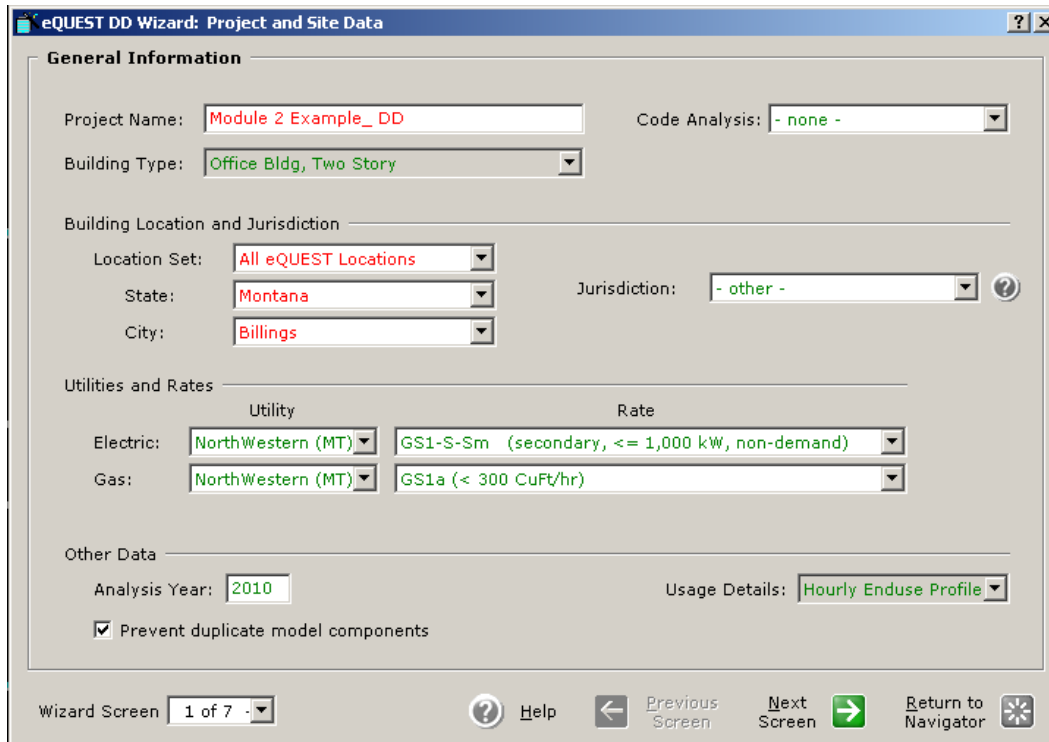 eQUEST DD Wizard: Project and Site Data
General Information
Project Name: Module 2 Example_ DD Code Analysis: - none -
Building Type: Office Bldg, Two Story
Building Location and Jurisdiction
Location Set: All eQUEST Locations
State: Montana Jurisdiction: - other -
City: Billings
Utilities and Rates
Utility Rate
Electric: NorthWestern (MT) GS1-S-Sm (secondary, <= 1,000 kW, non-demand)
Gas: NorthWestern (MT) GS1a (< 300 CuFt/hr)
Other Data
Analysis Year: 2010 Usage Details: Hourly Enduse Profile
Prevent duplicate model components
Wizard Screen 1 of 7 - Help Previous Screen Next Screen Return to Navigator